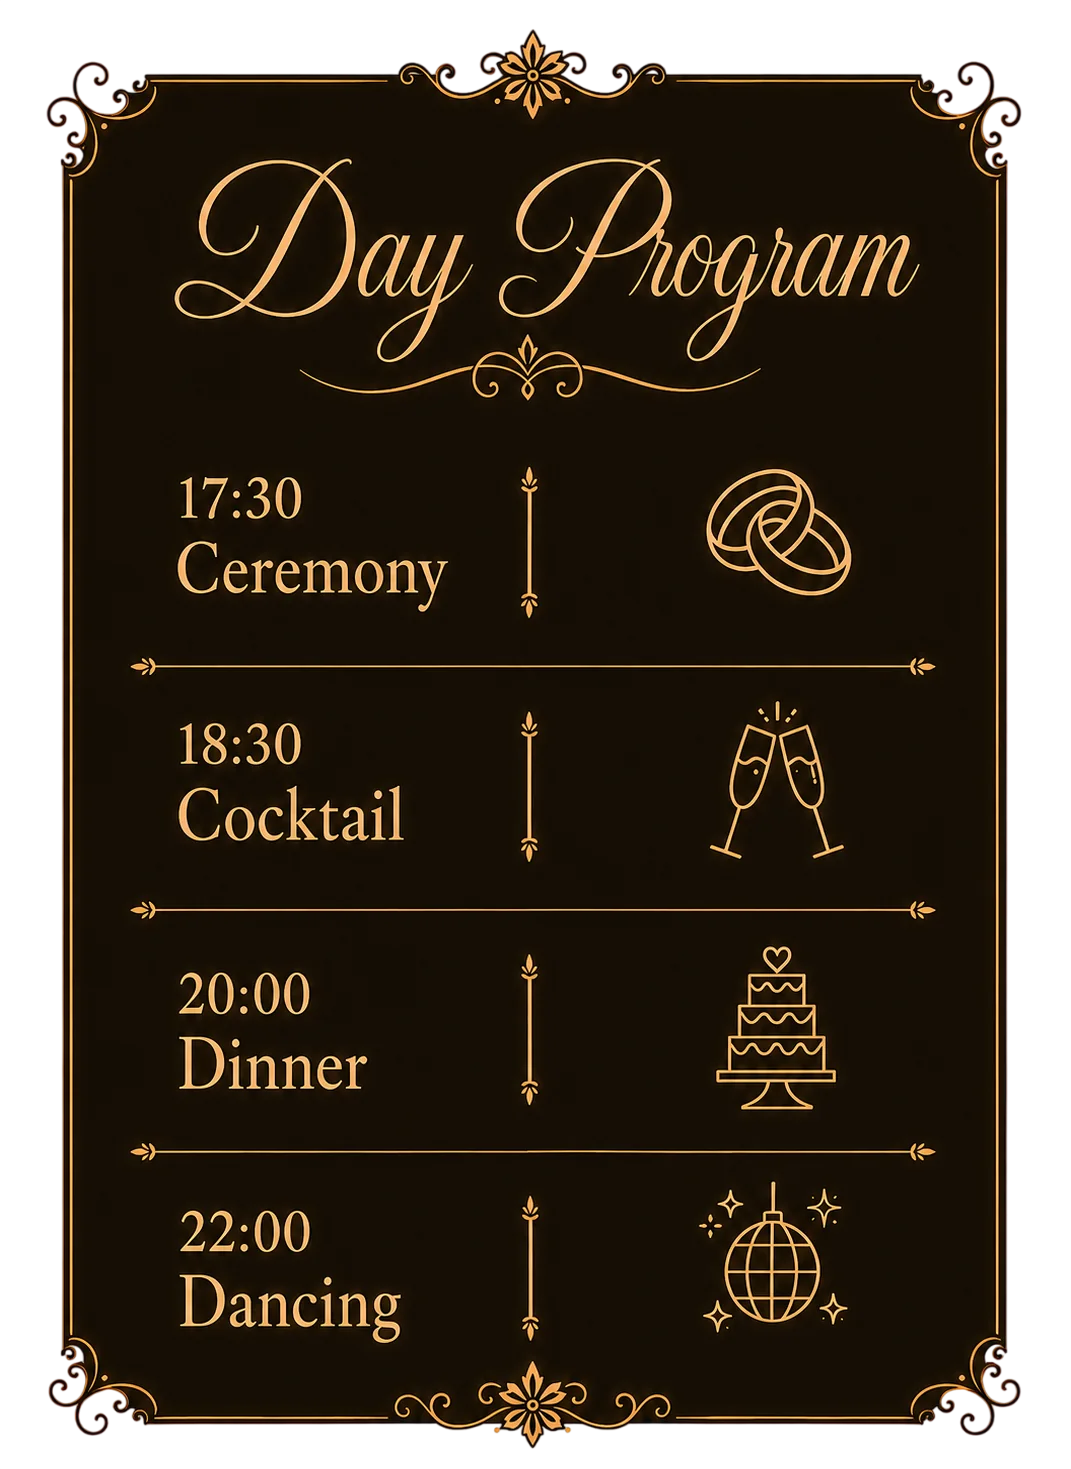 Day Program
17:30
Ceremony
18:30
Cocktail
20:00
Dinner
22:00
Dancing